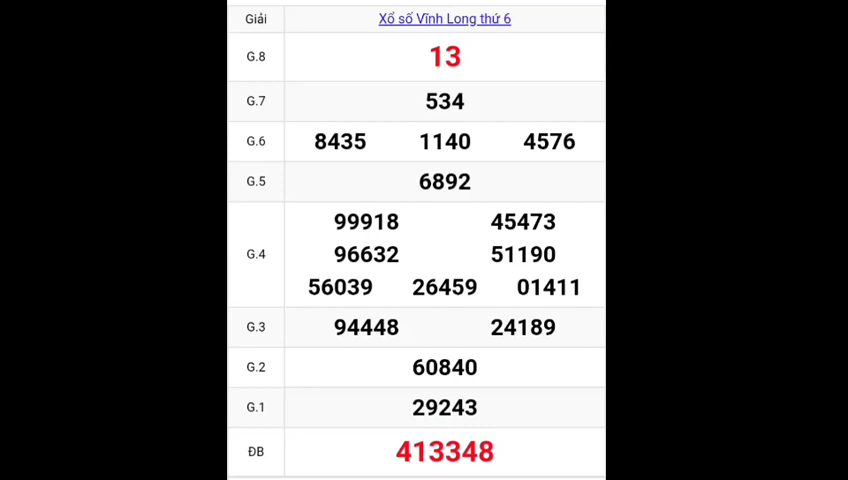 Giải Xổ số Vĩnh Long thứ 6
G.8 13
G.7 534
G.6 8435 1140 4576
G.5 6892
99918 45473
G.4 96632 51190
56039 26459 01411
G.3 94448 24189
G.2 60840
G.1 29243
ĐB 413348